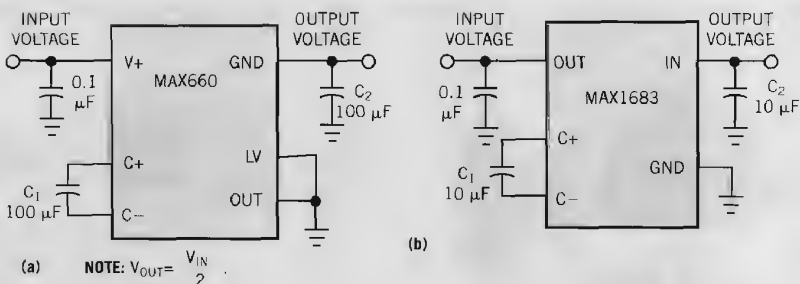 INPUT
VOLTAGE
V+
MAX660
GND
OUTPUT
VOLTAGE
0.1
µF
C2
100 µF
C+
C1
100 µF
C−
LV
OUT
(a)
NOTE: VOUT= VIN
2 .
INPUT
VOLTAGE
OUT
IN
MAX1683
OUTPUT
VOLTAGE
0.1
µF
C2
10 µF
C+
C1
10 µF
C−
GND
(b)